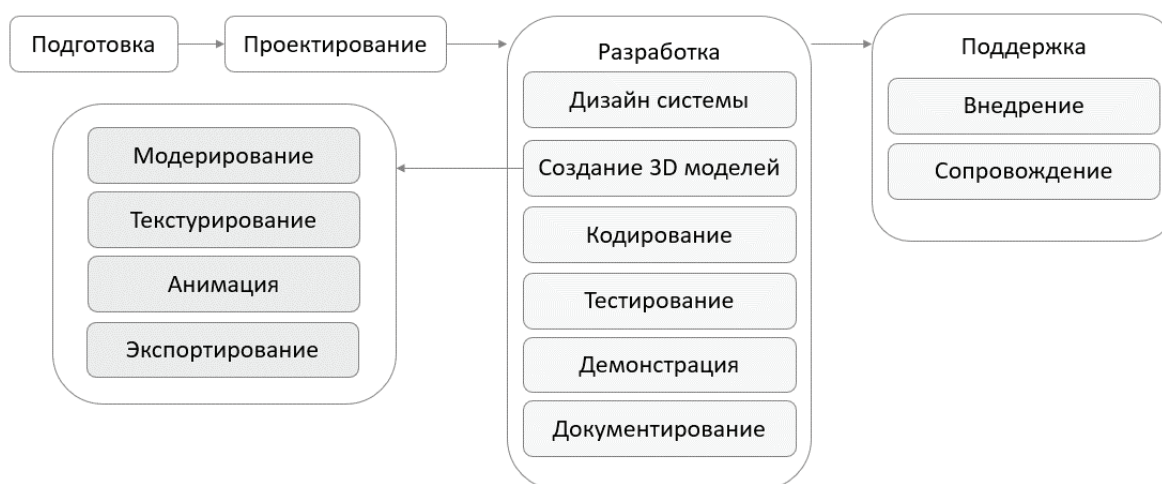 Подготовка
Проектирование
Разработка
Дизайн системы
Создание 3D моделей
Кодирование
Тестирование
Демонстрация
Документирование
Поддержка
Внедрение
Сопровождение
Модерирование
Текстурирование
Анимация
Экспортирование